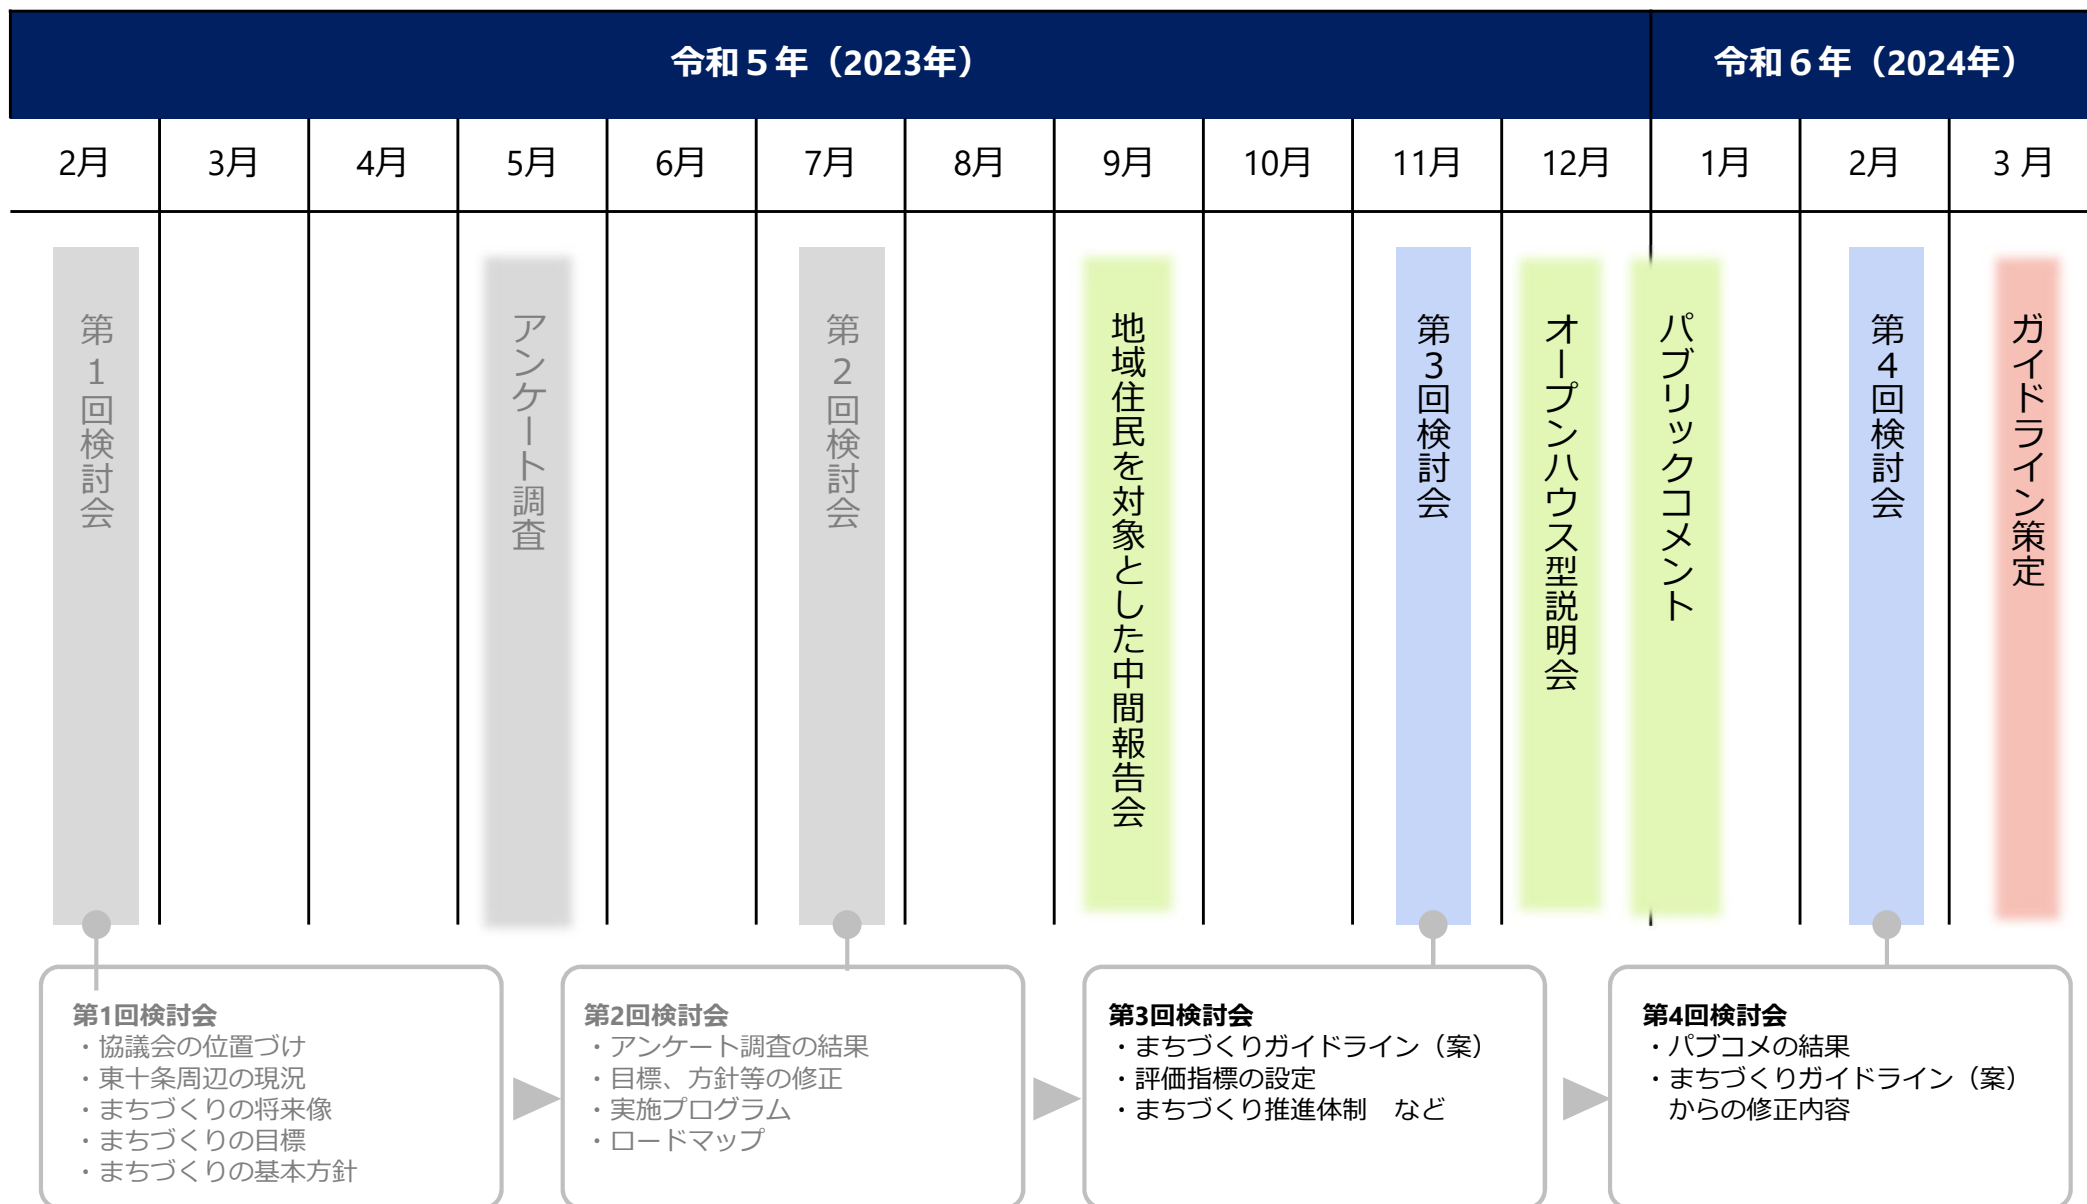 令和５年（2023年）
令和６年（2024年）
2月
3月
4月
5月
6月
7月
8月
9月
10月
11月
12月
1月
2月
３月
第１回検討会
アンケート調査
第２回検討会
地域住民を対象とした中間報告会
第３回検討会
オープンハウス型説明会
パブリックコメント
第４回検討会
ガイドライン策定
第1回検討会
・協議会の位置づけ
・東十条周辺の現況
・まちづくりの将来像
・まちづくりの目標
・まちづくりの基本方針
第2回検討会
・アンケート調査の結果
・目標、方針等の修正
・実施プログラム
・ロードマップ
第3回検討会
・まちづくりガイドライン（案）
・評価指標の設定
・まちづくり推進体制　など
第4回検討会
・パブコメの結果
・まちづくりガイドライン（案）
からの修正内容